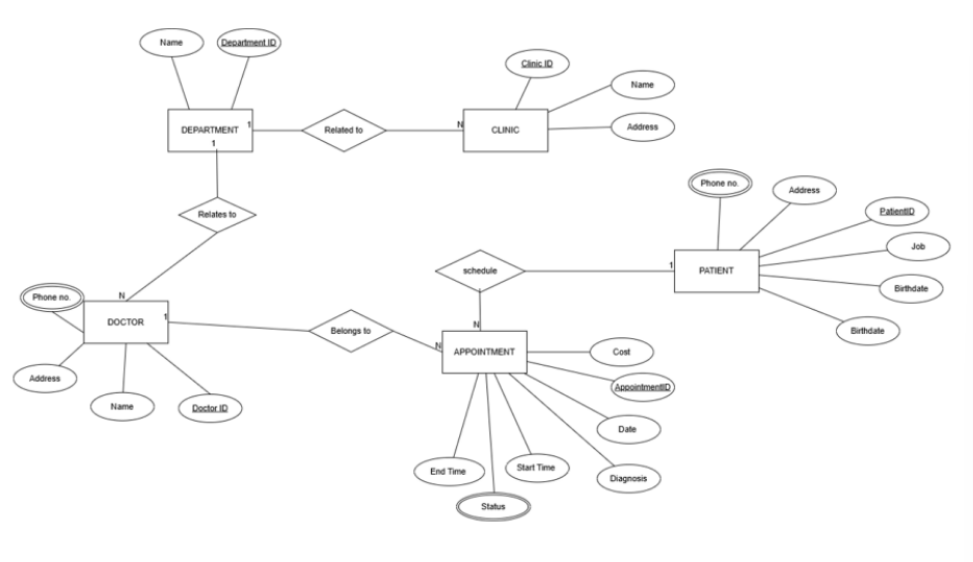 Name
Department ID
Clinic ID
Name
DEPARTMENT
1
1
Related to
N
CLINIC
Address
Phone no.
Address
PatientID
Relates to
Job
schedule
1
PATIENT
Birthdate
Phone no.
N
DOCTOR
1
Belongs to
N
N
APPOINTMENT
Birthdate
Cost
Address
Name
Doctor ID
AppointmentID
Date
End Time
Start Time
Diagnosis
Status